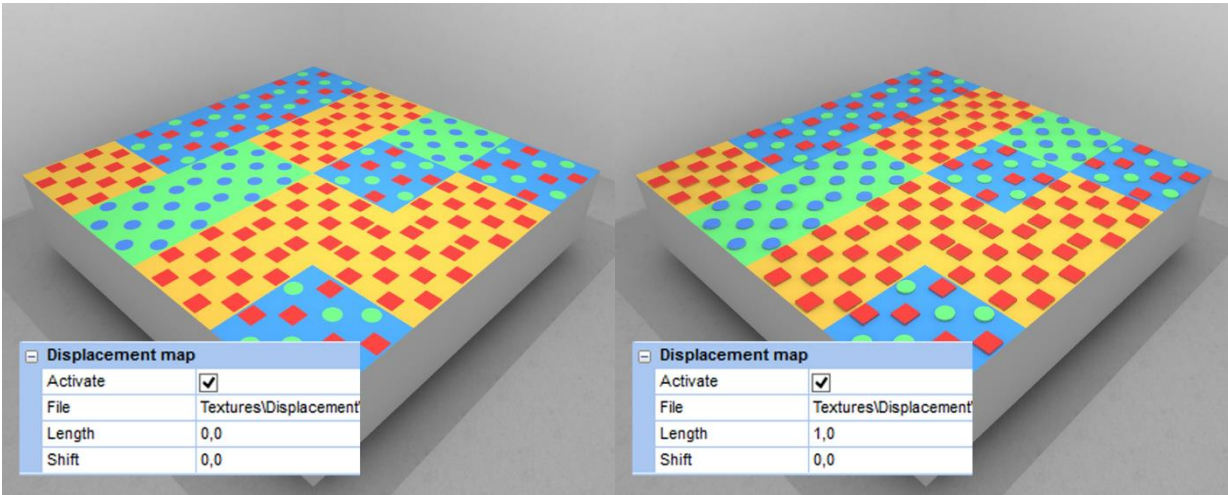 Displacement map
Activate
File Textures\Displacement\
Length 0,0
Shift 0,0
Displacement map
Activate
File Textures\Displacement\
Length 1,0
Shift 0,0